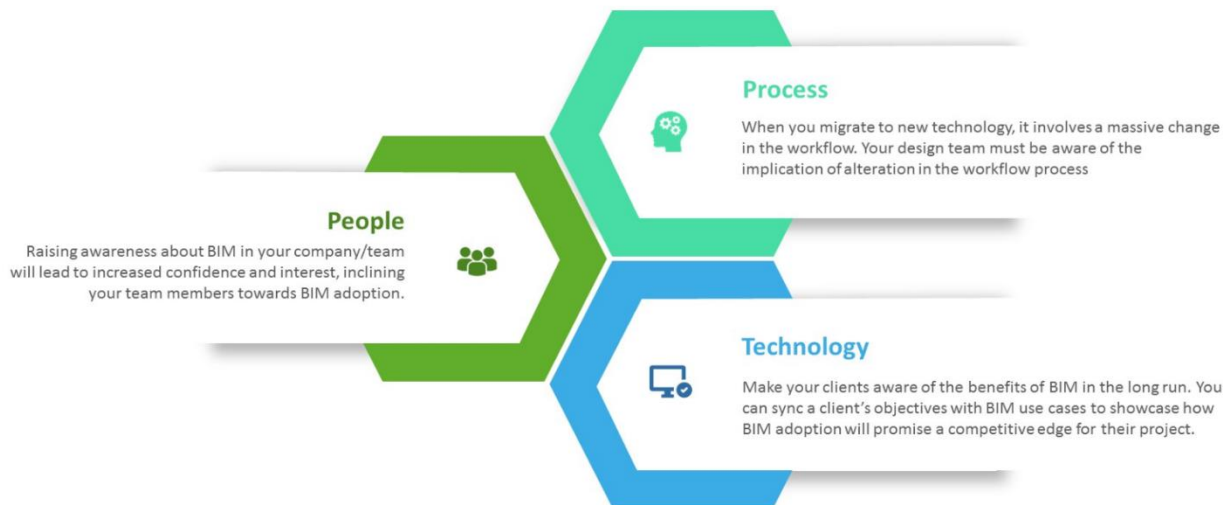 Process
When you migrate to new technology, it involves a massive change
in the workflow. Your design team must be aware of the
implication of alteration in the workflow process
People
Raising awareness about BIM in your company/team
will lead to increased confidence and interest, inclining
your team members towards BIM adoption.
Technology
Make your clients aware of the benefits of BIM in the long run. You
can sync a client’s objectives with BIM use cases to showcase how
BIM adoption will promise a competitive edge for their project.